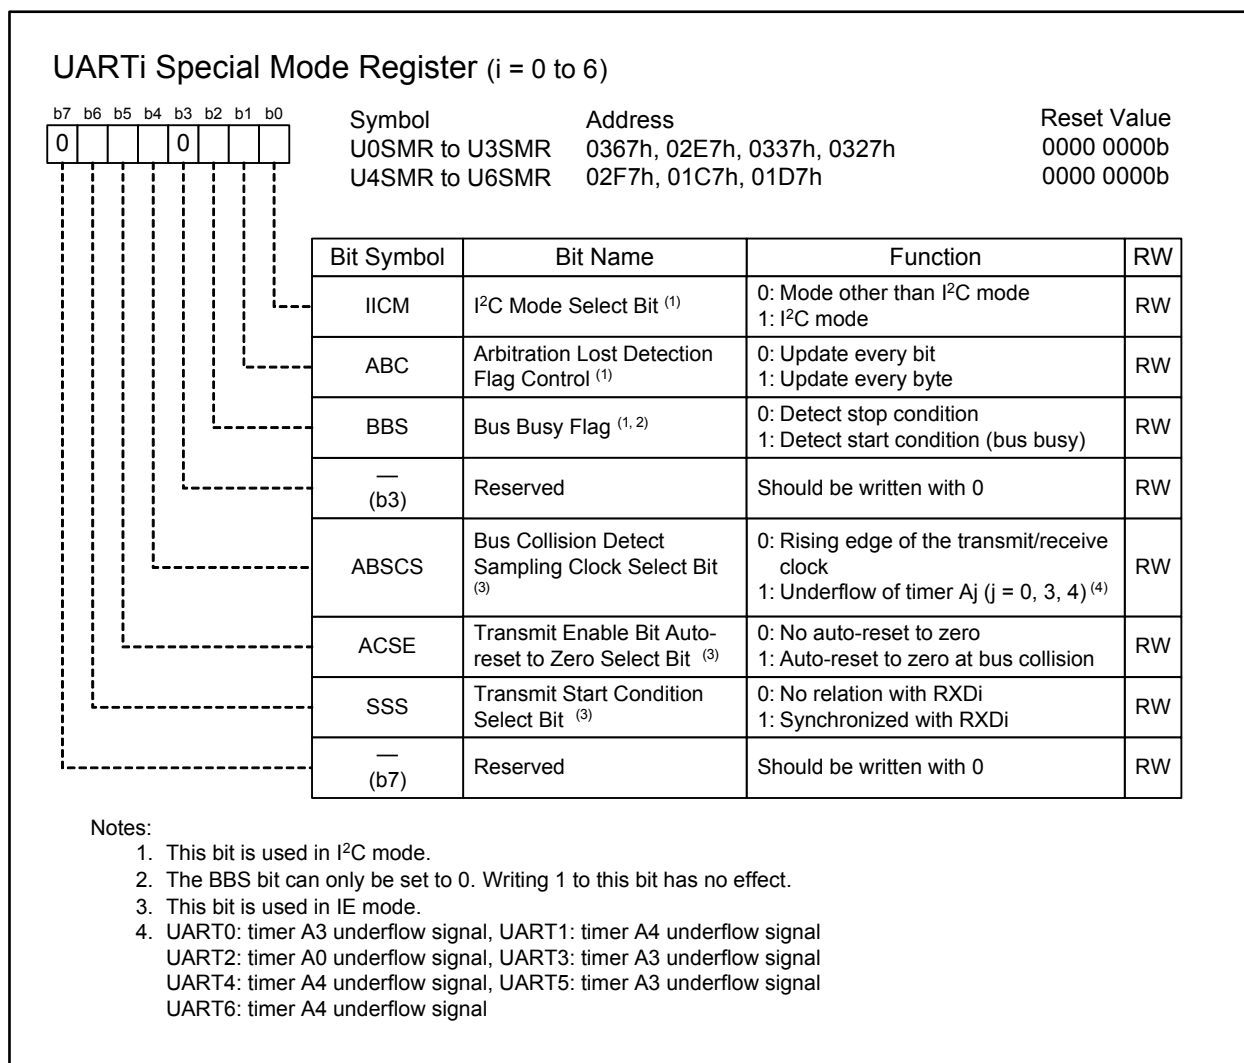 UARTi Special Mode Register (i = 0 to 6)
b7 b6 b5 b4 b3 b2 b1 b0
0 0
Symbol Address Reset Value
U0SMR to U3SMR 0367h, 02E7h, 0337h, 0327h 0000 0000b
U4SMR to U6SMR 02F7h, 01C7h, 01D7h 0000 0000b
Bit Symbol Bit Name Function RW
IICM I²C Mode Select Bit (1) 0: Mode other than I²C mode RW
1: I²C mode
ABC Arbitration Lost Detection 0: Update every bit RW
Flag Control (1) 1: Update every byte
BBS Bus Busy Flag (1, 2) 0: Detect stop condition RW
1: Detect start condition (bus busy)
—
(b3) Reserved Should be written with 0 RW
Bus Collision Detect 0: Rising edge of the transmit/receive
ABSCS Sampling Clock Select Bit clock RW
(3) 1: Underflow of timer Aj (j = 0, 3, 4) (4)
ACSE Transmit Enable Bit Auto- 0: No auto-reset to zero RW
reset to Zero Select Bit (3) 1: Auto-reset to zero at bus collision
SSS Transmit Start Condition 0: No relation with RXDi RW
Select Bit (3) 1: Synchronized with RXDi
—
(b7) Reserved Should be written with 0 RW
Notes:
1. This bit is used in I²C mode.
2. The BBS bit can only be set to 0. Writing 1 to this bit has no effect.
3. This bit is used in IE mode.
4. UART0: timer A3 underflow signal, UART1: timer A4 underflow signal
UART2: timer A0 underflow signal, UART3: timer A3 underflow signal
UART4: timer A4 underflow signal, UART5: timer A3 underflow signal
UART6: timer A4 underflow signal